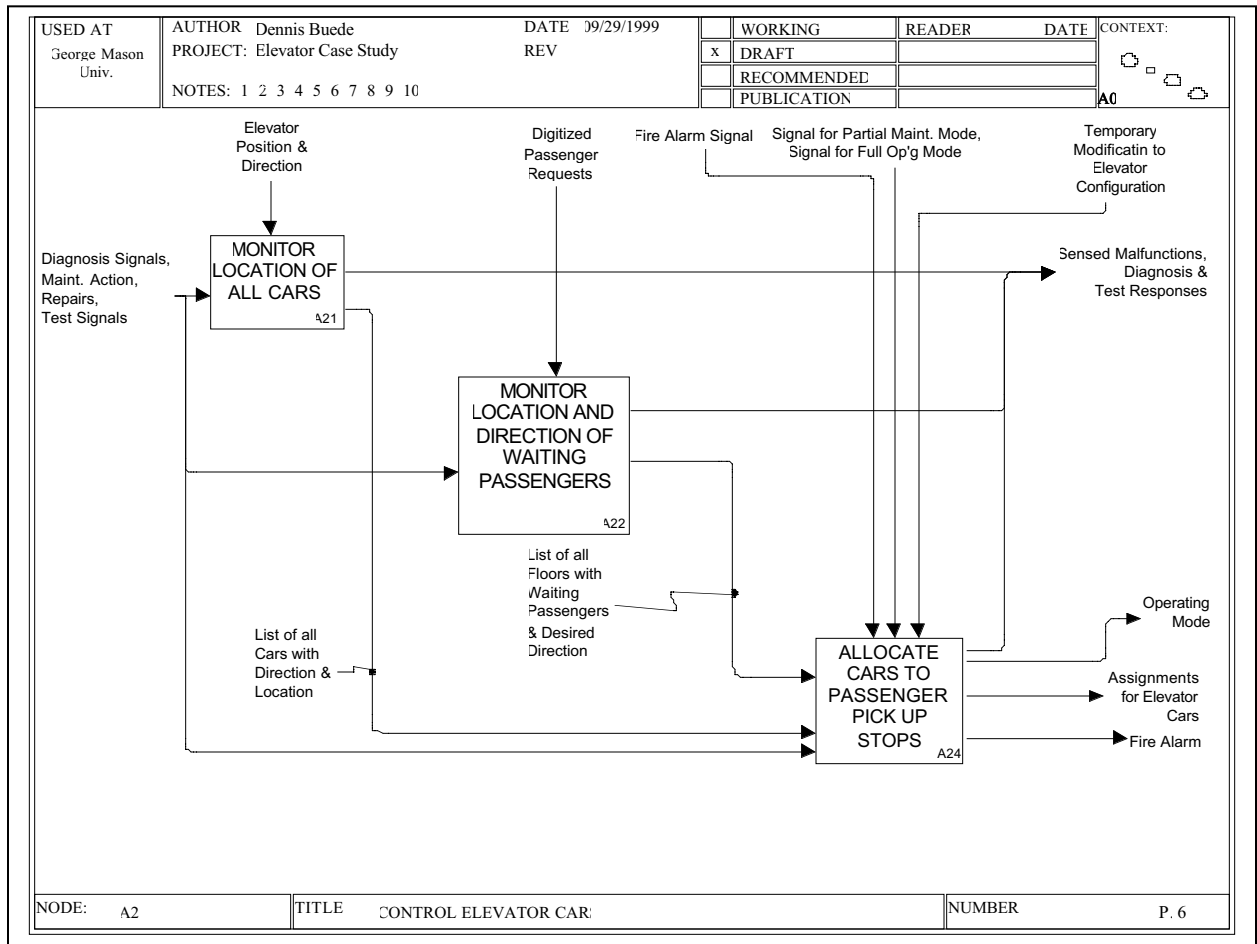 USED AT
George Mason
Univ.
AUTHOR Dennis Buede
DATE 09/29/1999
PROJECT: Elevator Case Study
REV
NOTES: 1 2 3 4 5 6 7 8 9 10
WORKING
x DRAFT
RECOMMENDED
PUBLICATION
READER DATE
CONTEXT:
A0
Elevator
Position &
Direction
Digitized
Passenger
Requests
Fire Alarm Signal
Signal for Partial Maint. Mode,
Signal for Full Op'g Mode
Temporary
Modificatin to
Elevator
Configuration
Diagnosis Signals,
Maint. Action,
Repairs,
Test Signals
MONITOR
LOCATION OF
ALL CARS
A21
Sensed Malfunctions,
Diagnosis &
Test Responses
MONITOR
LOCATION AND
DIRECTION OF
WAITING
PASSENGERS
A22
List of all
Floors with
Waiting
Passengers
& Desired
Direction
List of all
Cars with
Direction &
Location
ALLOCATE
CARS TO
PASSENGER
PICK UP
STOPS
A24
Operating
Mode
Assignments
for Elevator
Cars
Fire Alarm
NODE: A2
TITLE CONTROL ELEVATOR CARS
NUMBER P. 6